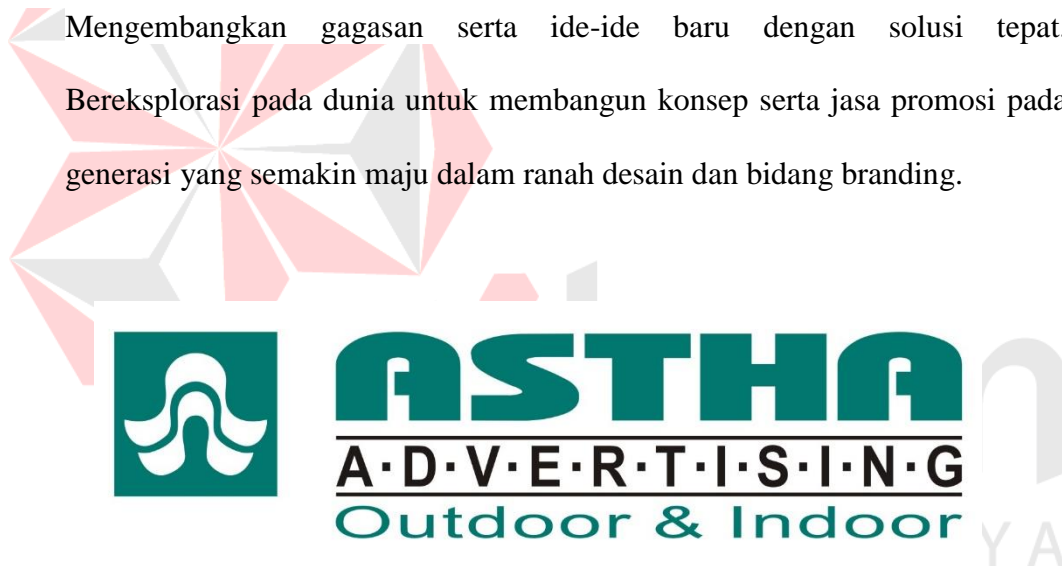 Mengembangkan gagasan serta ide-ide baru dengan solusi tepat.
Bereksplorasi pada dunia untuk membangun konsep serta jasa promosi pada
generasi yang semakin maju dalam ranah desain dan bidang branding.
ASTHA
A·D·V·E·R·T·I·S·I·N·G
Outdoor & Indoor